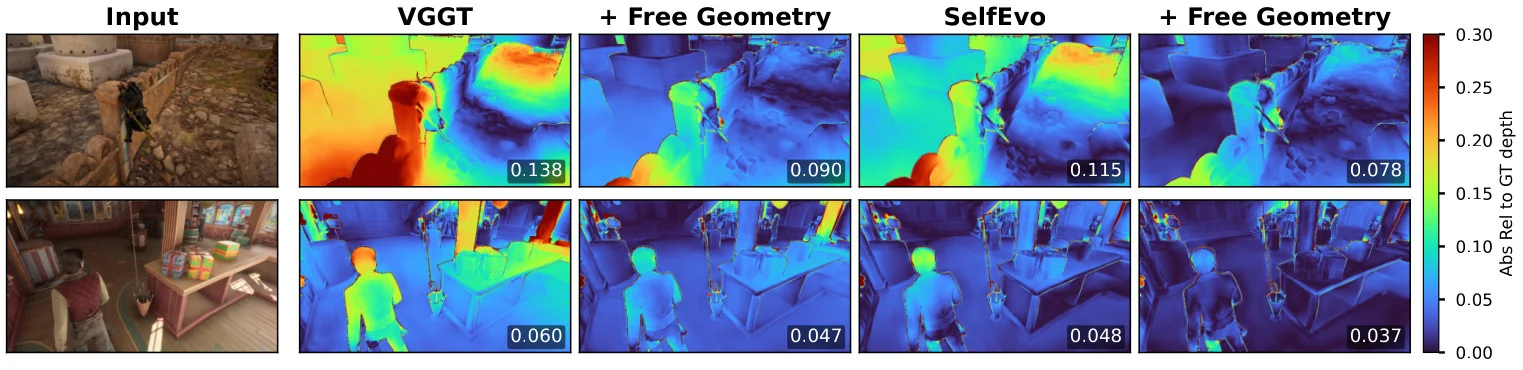 Input
VGGT
+ Free Geometry
SelfEvo
+ Free Geometry
0.138
0.090
0.115
0.078
0.060
0.047
0.048
0.037
0.30
0.25
0.20
0.15
0.10
0.05
0.00
Abs Rel to GT depth